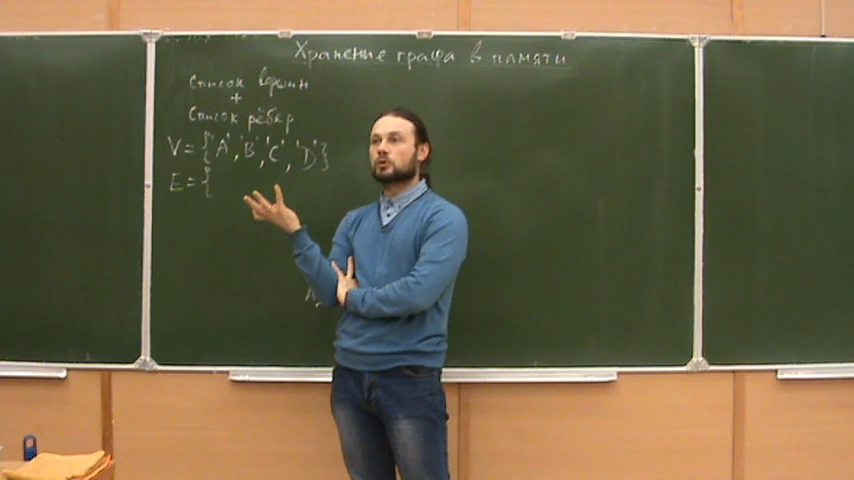 Хранение графа в памяти
Список вершин
+
Список рёбер
V = {'A', 'B', 'C', 'D'}
E = {
A